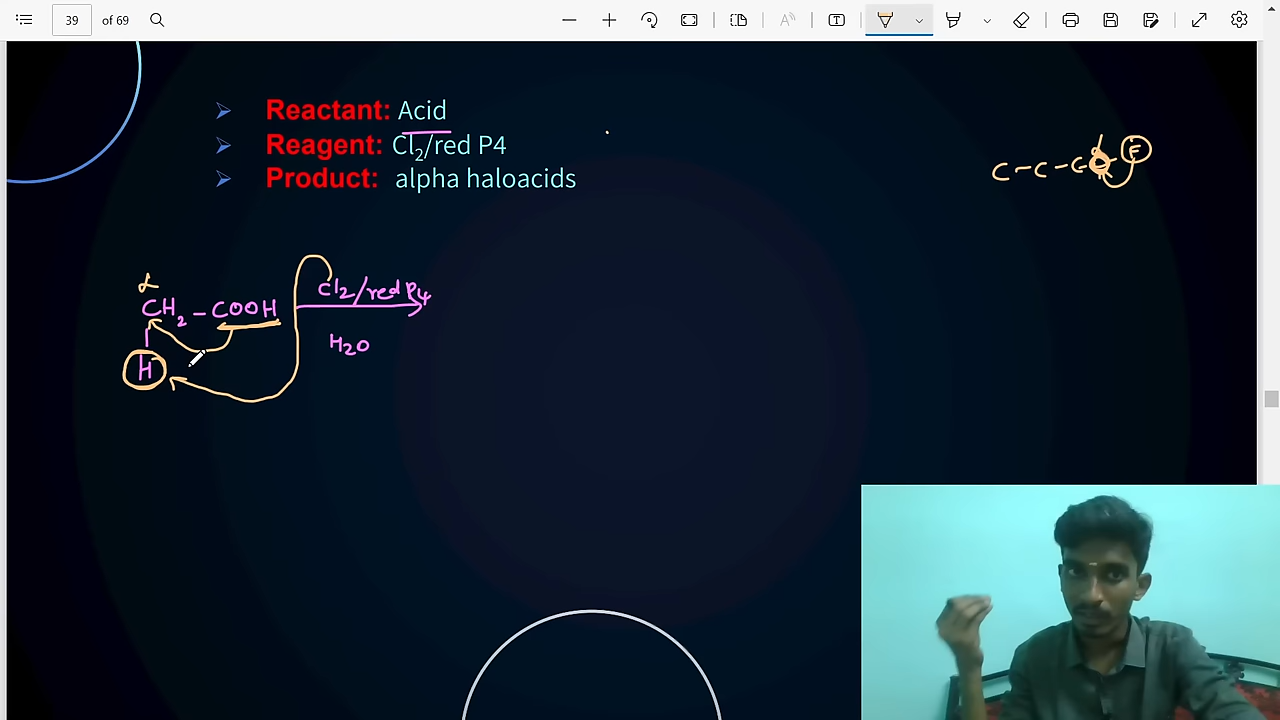 39 of 69
Reactant: Acid
Reagent: Cl₂/red P4
Product: alpha haloacids
C - C - C
F
α
CH₂ - COOH
H
Cl2/red P4
H2O